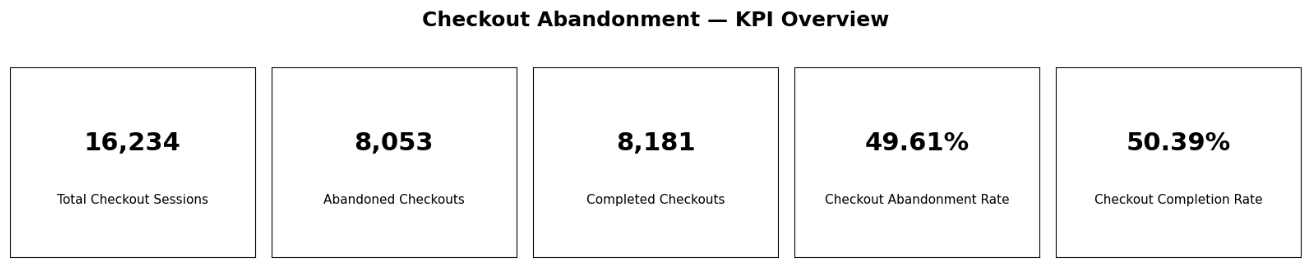 Checkout Abandonment — KPI Overview
16,234
Total Checkout Sessions
8,053
Abandoned Checkouts
8,181
Completed Checkouts
49.61%
Checkout Abandonment Rate
50.39%
Checkout Completion Rate